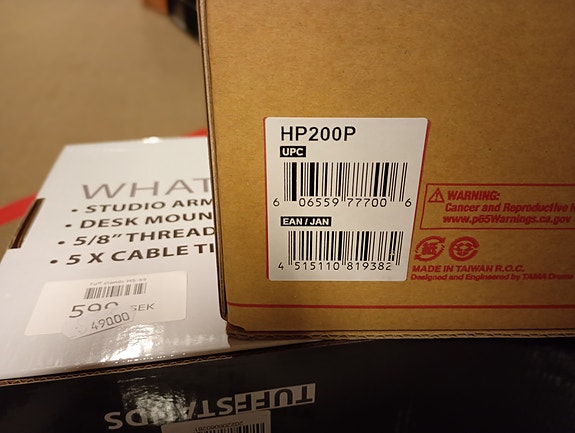 HP200P
UPC
6 06559 77700 6
EAN / JAN
4 515110 819382
WARNING:
Cancer and Reproductive
www.p65Warnings.ca.gov
MADE IN TAIWAN R.O.C.
Designed and Engineered by TAMA Drums
WHAT
• STUDIO ARM
• DESK MOUN
• 5/8” THREAD
• 5 X CABLE TI
590 SEK
490,00
TUFFSTANDS